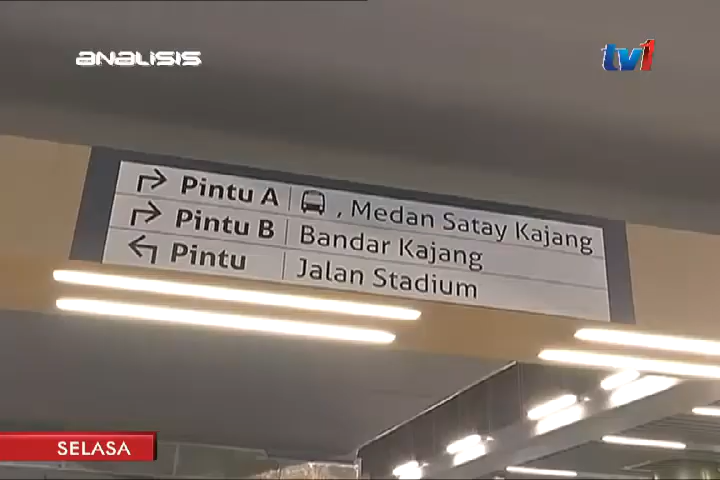 ANALISIS
tv1
Pintu A | , Medan Satay Kajang
Pintu B | Bandar Kajang
Pintu | Jalan Stadium
SELASA